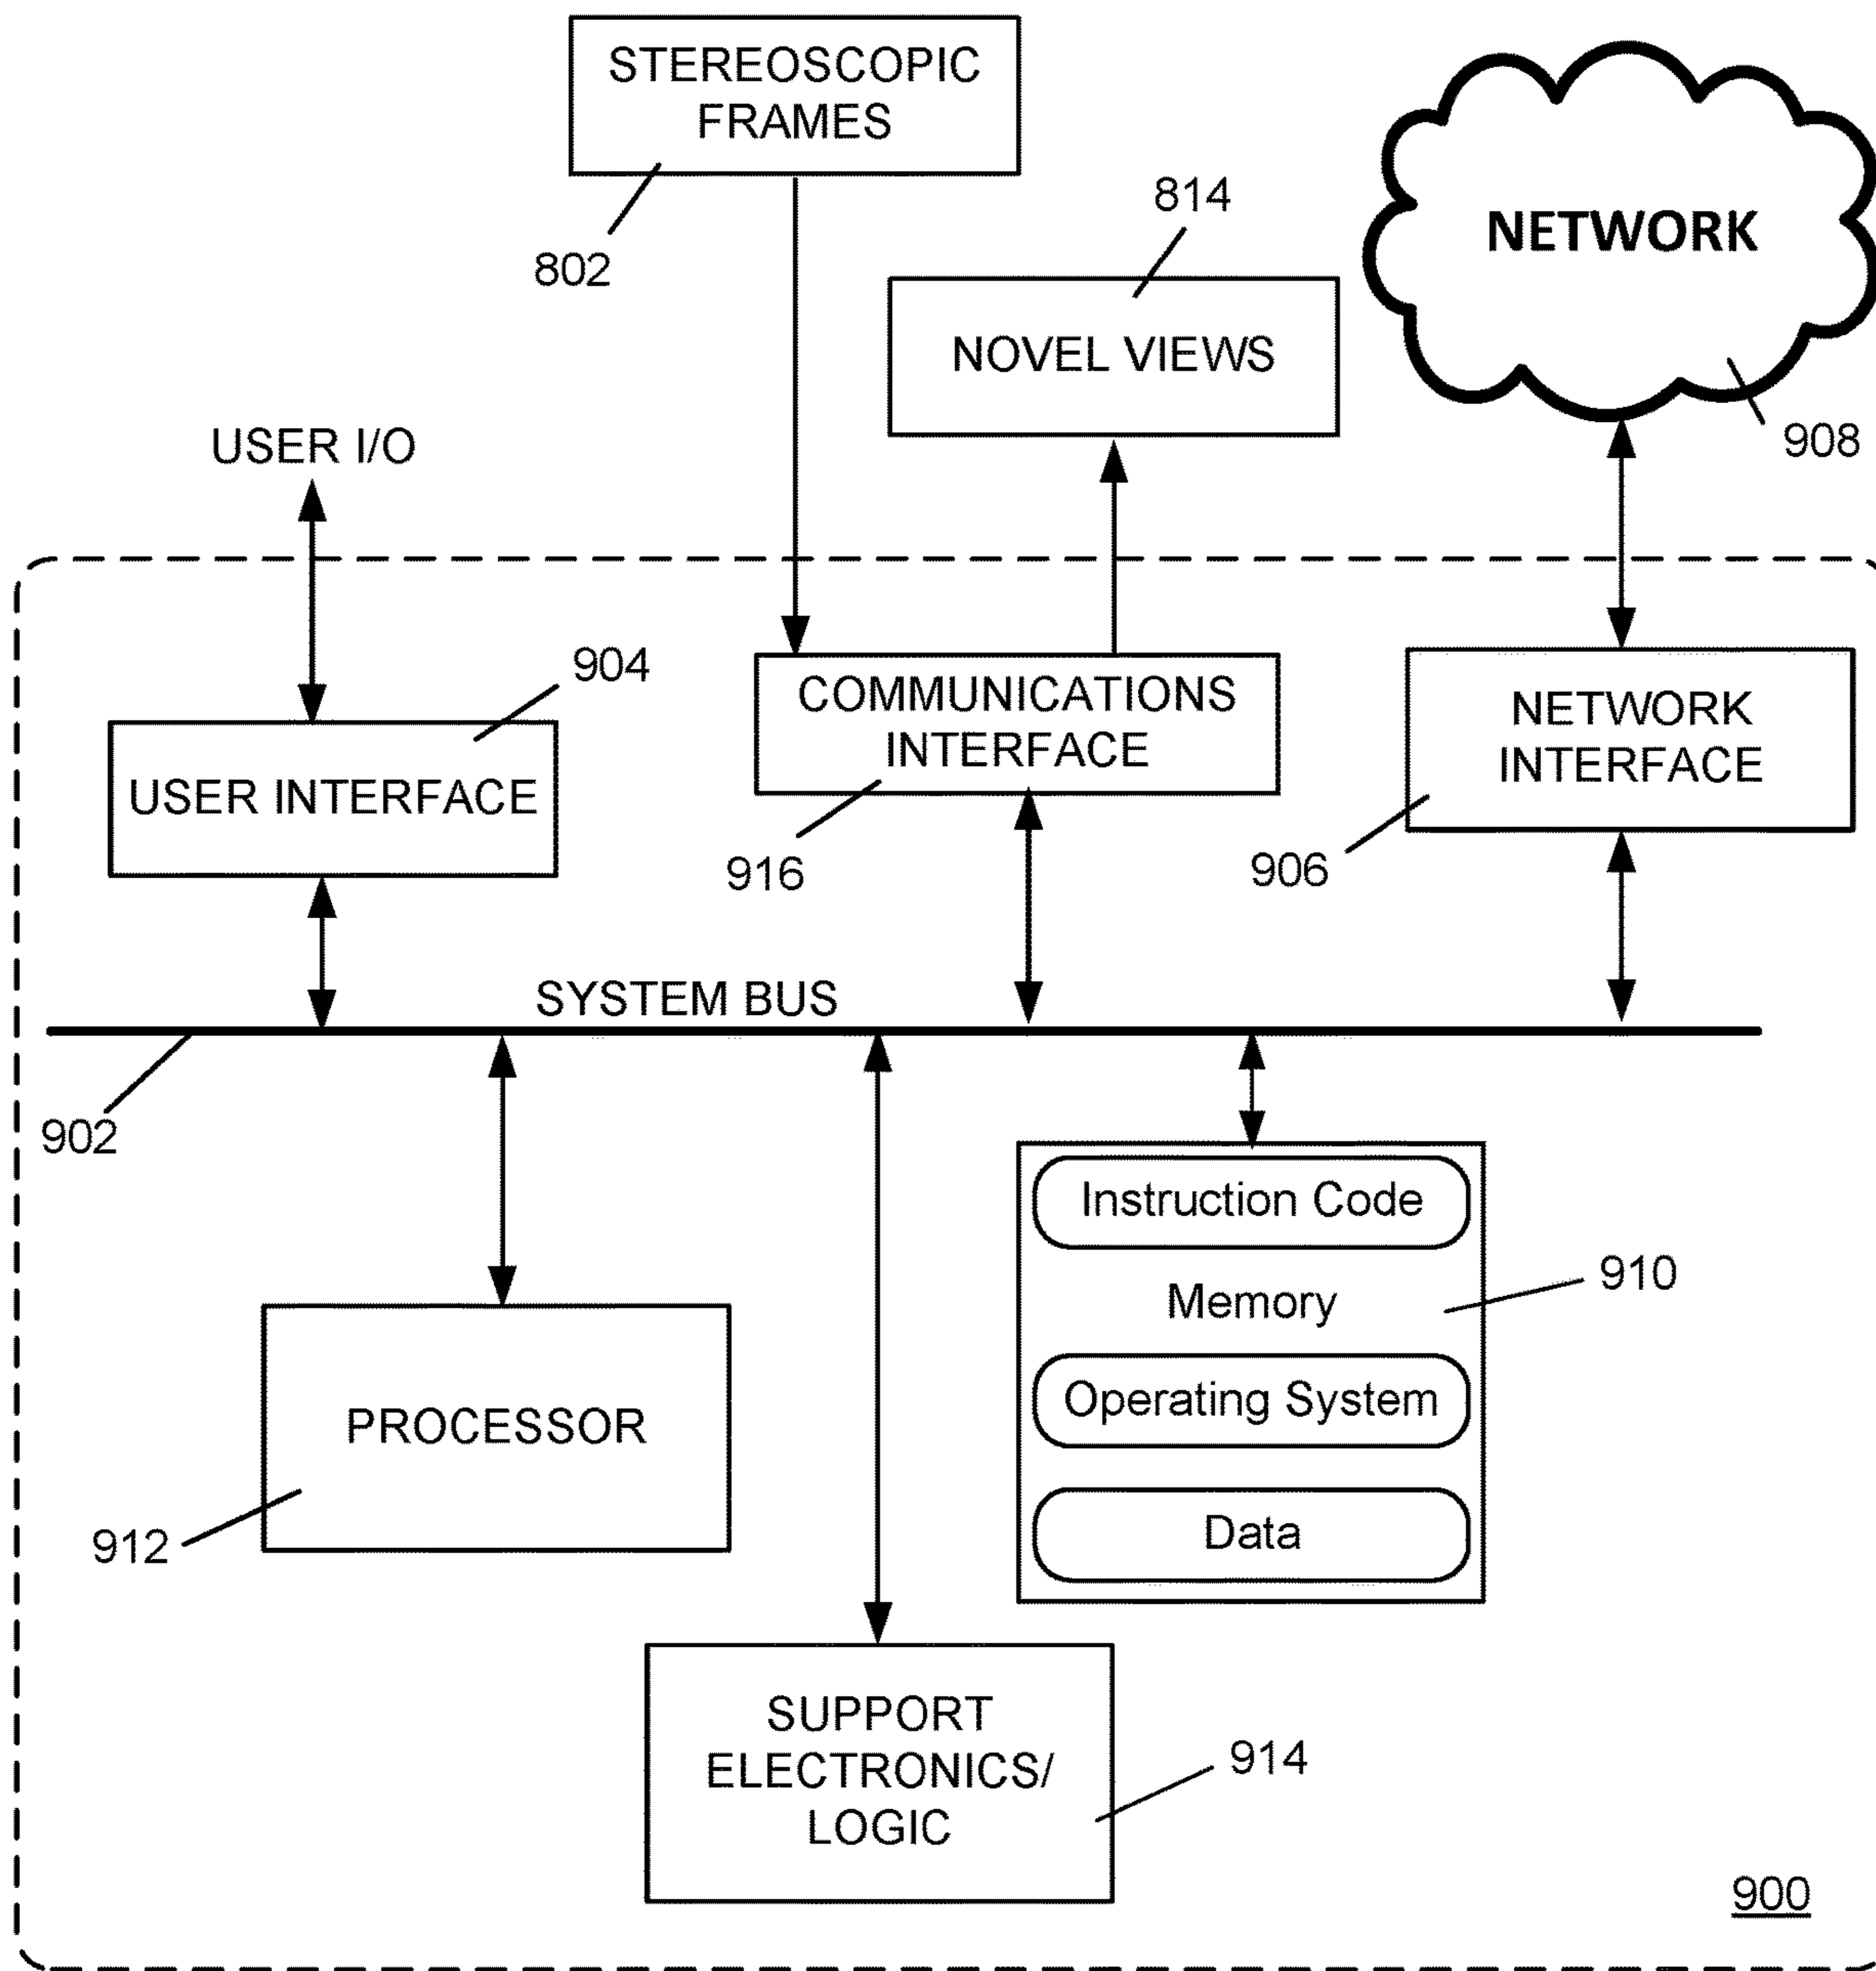 STEREOSCOPIC
FRAMES
802
814
NETWORK
NOVEL VIEWS
908
USER I/O
904
COMMUNICATIONS
INTERFACE
NETWORK
INTERFACE
USER INTERFACE
916
906
SYSTEM BUS
902
Instruction Code
910
Memory
Operating System
PROCESSOR
Data
912
SUPPORT
ELECTRONICS/
LOGIC
914
900